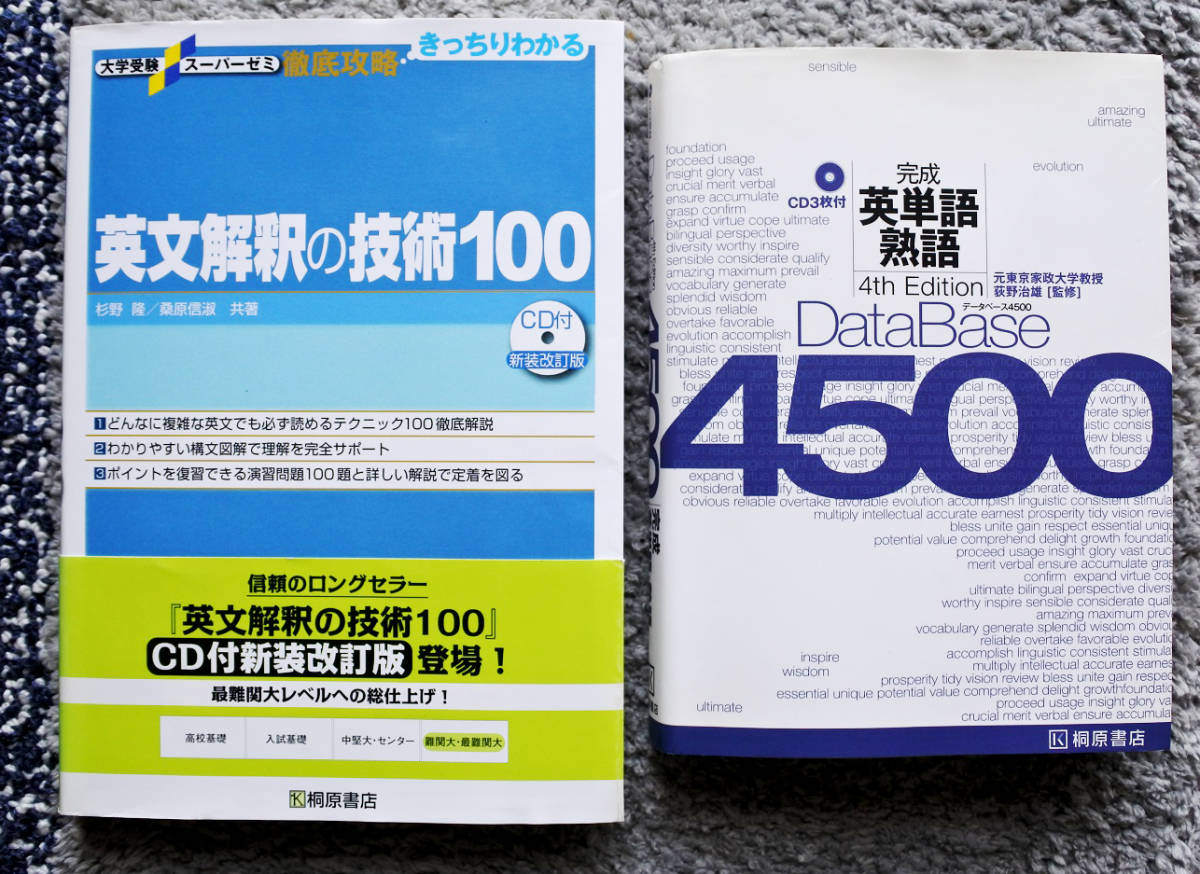 大学受験 スーパーゼミ 徹底攻略・きっちりわかる
英文解釈の技術100
杉野 隆／桑原信淑 共著
CD付
新装改訂版
1 どんなに複雑な英文でも必ず読めるテクニック100徹底解説
2 わかりやすい構文図解で理解を完全サポート
3 ポイントを復習できる演習問題100題と詳しい解説で定着を図る
信頼のロングセラー
『英文解釈の技術100』
CD付新装改訂版 登場！
最難関大レベルへの総仕上げ！
高校基礎 入試基礎 中堅大・センター 難関大・最難関大
桐原書店
sensible
amazing
ultimate
evolution
foundation
proceed usage
insight glory vast
crucial merit verbal
ensure accumulate
grasp confirm
expand virtue cope ultimate
bilingual perspective
diversity worthy inspire
sensible considerate qualify
amazing maximum prevail
vocabulary generate
splendid wisdom
obvious reliable
overtake favorable
evolution accomplish
linguistic consistent
CD3枚付
完成
英単語
熟語
4th Edition
元東京家政大学教授
荻野治雄［監修］
データベース4500
DataBase
4500
obvious reliable overtake favorable evolution accomplish linguistic consistent stimula
multiply intellectual accurate earnest prosperity tidy vision revie
bless unite gain respect essential uniqu
potential value comprehend delight growth foundatio
proceed usage insight glory vast cruci
merit verbal ensure accumulate gras
confirm expand virtue cop
ultimate bilingual perspective diversi
worthy inspire sensible considerate quali
amazing maximum preva
vocabulary generate splendid wisdom obviou
reliable overtake favorable evolutio
accomplish linguistic consistent stimula
multiply intellectual accurate earnes
prosperity tidy vision review bless unite gain respec
essential unique potential value comprehend delight growthfoundatio
proceed usage insight glory va
crucial merit verbal ensure accumula
inspire
wisdom
ultimate
桐原書店